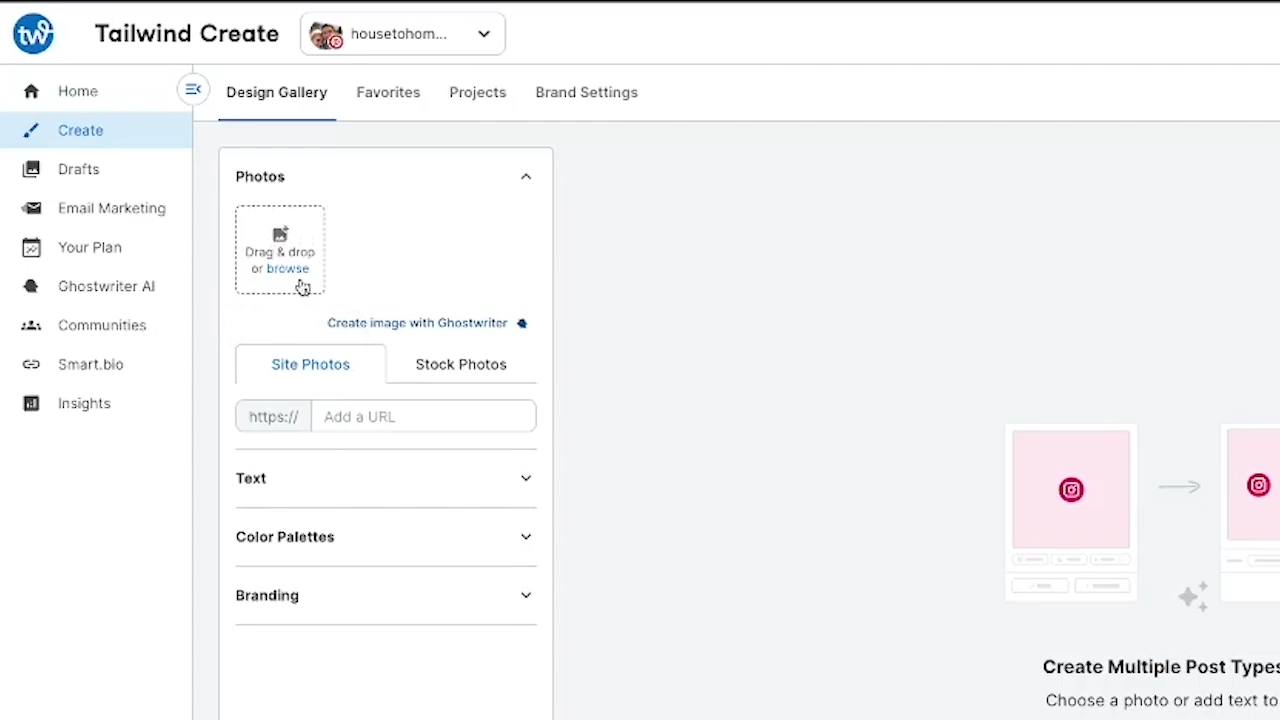 tw
Tailwind Create
housetohom...
Home
Create
Drafts
Email Marketing
Your Plan
Ghostwriter AI
Communities
Smart.bio
Insights
Design Gallery
Favorites
Projects
Brand Settings
Photos
Drag & drop
or browse
Create image with Ghostwriter
Site Photos
Stock Photos
https://
Add a URL
Text
Color Palettes
Branding
Create Multiple Post Types
Choose a photo or add text to